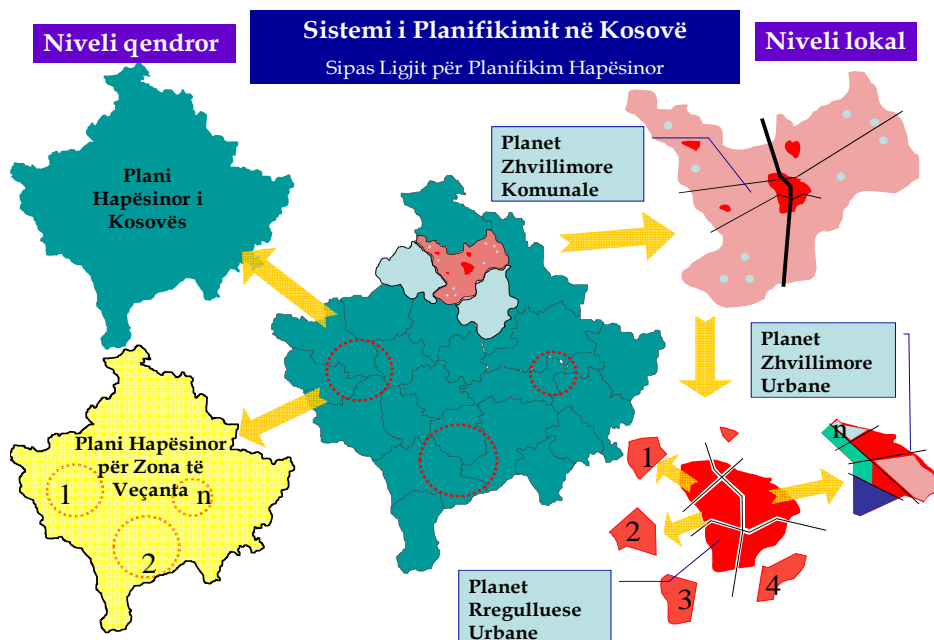 Niveli qendror
Sistemi i Planifikimit në Kosovë
Sipas Ligjit për Planifikim Hapësinor
Niveli lokal
Plani
Hapësinor i
Kosovës
Planet
Zhvillimore
Komunale
Planet
Zhvillimore
Urbane
Plani Hapësinor
për Zona të
Veçanta
1
n
2
n
1
2
3
4
Planet
Rregulluese
Urbane